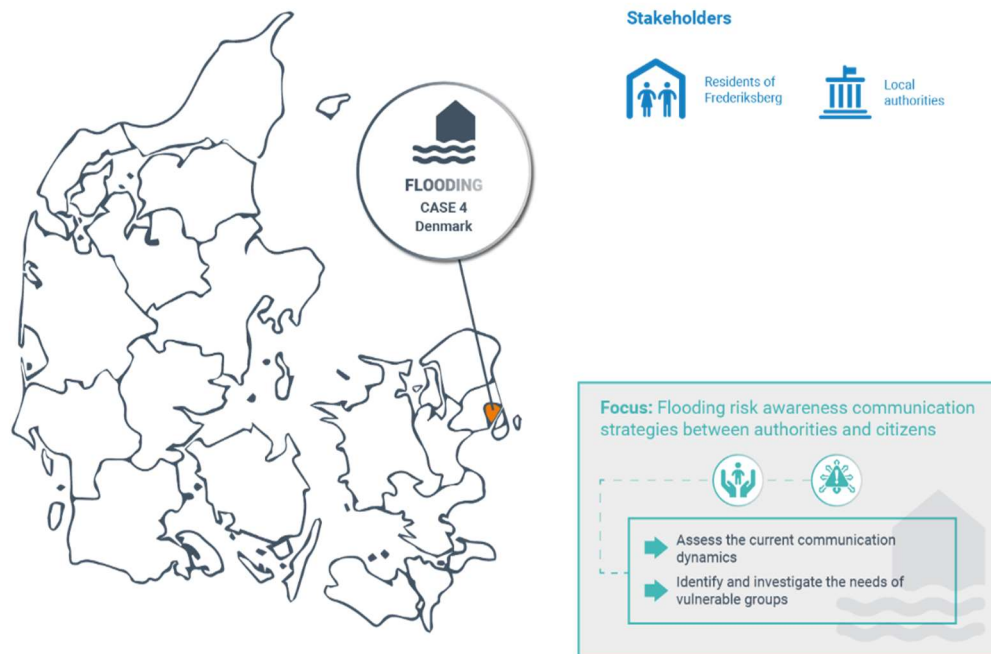 Stakeholders
Residents of
Frederiksberg
Local
authorities
FLOODING
CASE 4
Denmark
Focus: Flooding risk awareness communication
strategies between authorities and citizens
Assess the current communication
dynamics
Identify and investigate the needs of
vulnerable groups